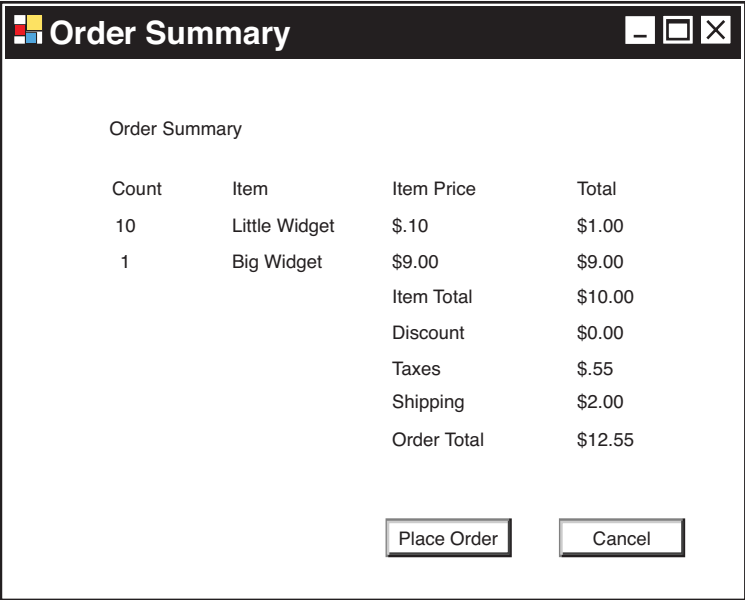 Order Summary
Order Summary
Count Item Item Price Total
10 Little Widget $.10 $1.00
1 Big Widget $9.00 $9.00
Item Total $10.00
Discount $0.00
Taxes $.55
Shipping $2.00
Order Total $12.55
Place Order Cancel